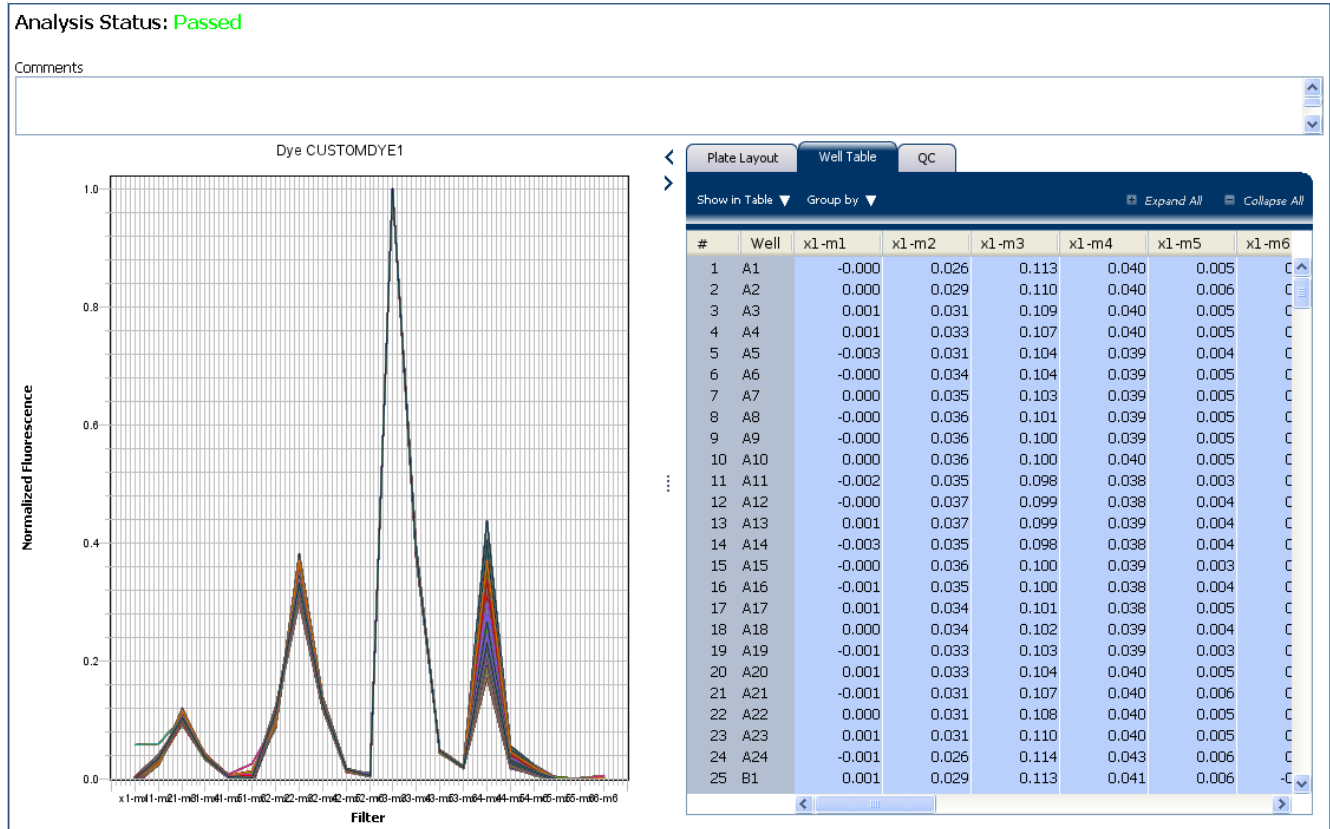 Analysis Status: Passed
Comments
Dye CUSTOMDYE1
1.0
0.8
0.6
0.4
0.2
0.0
Normalized Fluorescence
Filter
Plate Layout Well Table QC
Show in Table ▼ Group by ▼ Expand All Collapse All
# Well x1-m1 x1-m2 x1-m3 x1-m4 x1-m5 x1-m6
1 A1 -0.000 0.026 0.113 0.040 0.005
2 A2 0.000 0.029 0.110 0.040 0.006
3 A3 0.001 0.031 0.109 0.040 0.005
4 A4 0.001 0.033 0.107 0.040 0.005
5 A5 -0.003 0.031 0.104 0.039 0.004
6 A6 -0.000 0.034 0.104 0.039 0.005
7 A7 0.000 0.035 0.103 0.039 0.005
8 A8 -0.000 0.036 0.101 0.039 0.005
9 A9 -0.000 0.036 0.100 0.039 0.005
10 A10 0.000 0.036 0.100 0.040 0.005
11 A11 -0.002 0.035 0.098 0.038 0.003
12 A12 -0.000 0.037 0.099 0.038 0.004
13 A13 0.001 0.037 0.099 0.039 0.004
14 A14 -0.003 0.035 0.098 0.038 0.004
15 A15 -0.000 0.036 0.100 0.039 0.003
16 A16 -0.001 0.035 0.100 0.038 0.004
17 A17 0.001 0.034 0.101 0.038 0.005
18 A18 0.000 0.034 0.102 0.039 0.004
19 A19 -0.001 0.033 0.103 0.039 0.003
20 A20 0.001 0.033 0.104 0.040 0.005
21 A21 -0.001 0.031 0.107 0.040 0.006
22 A22 0.000 0.031 0.108 0.040 0.005
23 A23 0.001 0.031 0.110 0.040 0.005
24 A24 -0.001 0.026 0.114 0.043 0.006
25 B1 0.001 0.029 0.113 0.041 0.006